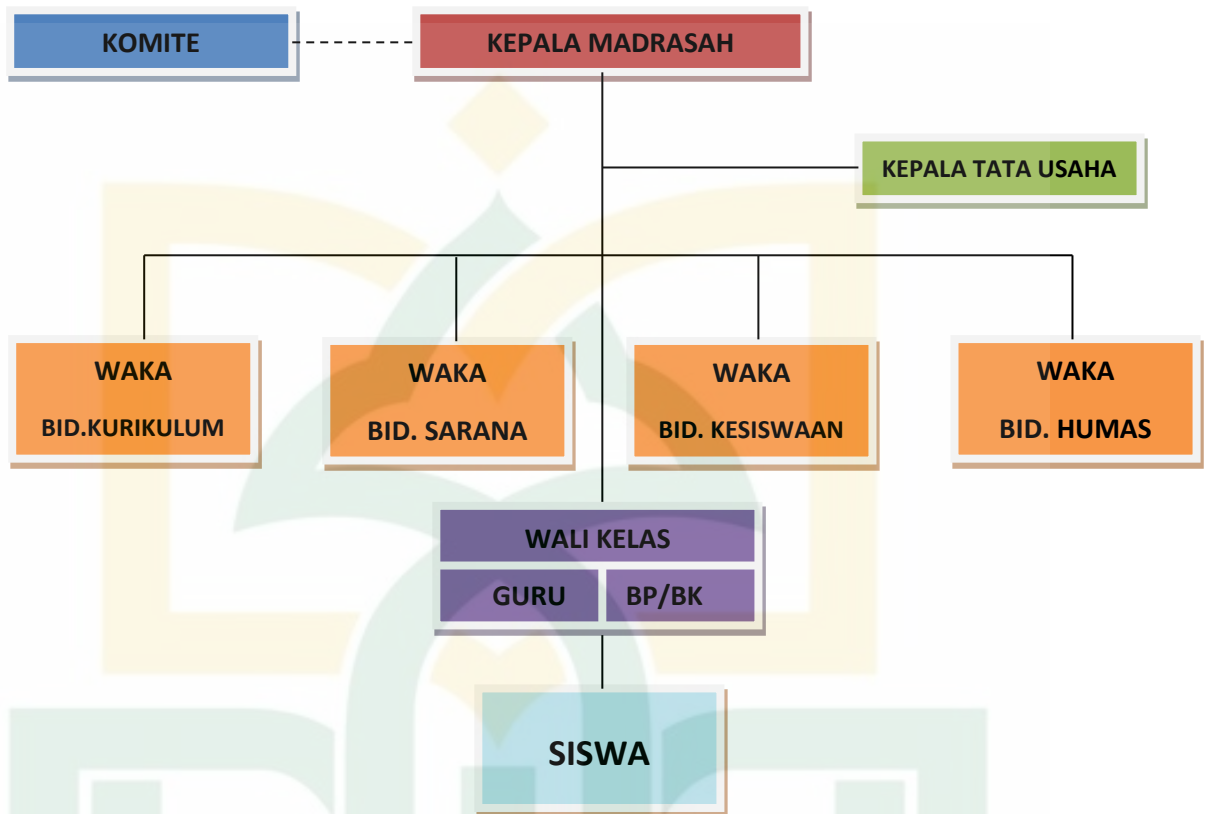 KOMITE
KEPALA MADRASAH
KEPALA TATA USAHA
WAKA
BID.KURIKULUM
WAKA
BID. SARANA
WAKA
BID. KESISWAAN
WAKA
BID. HUMAS
WALI KELAS
GURU
BP/BK
SISWA